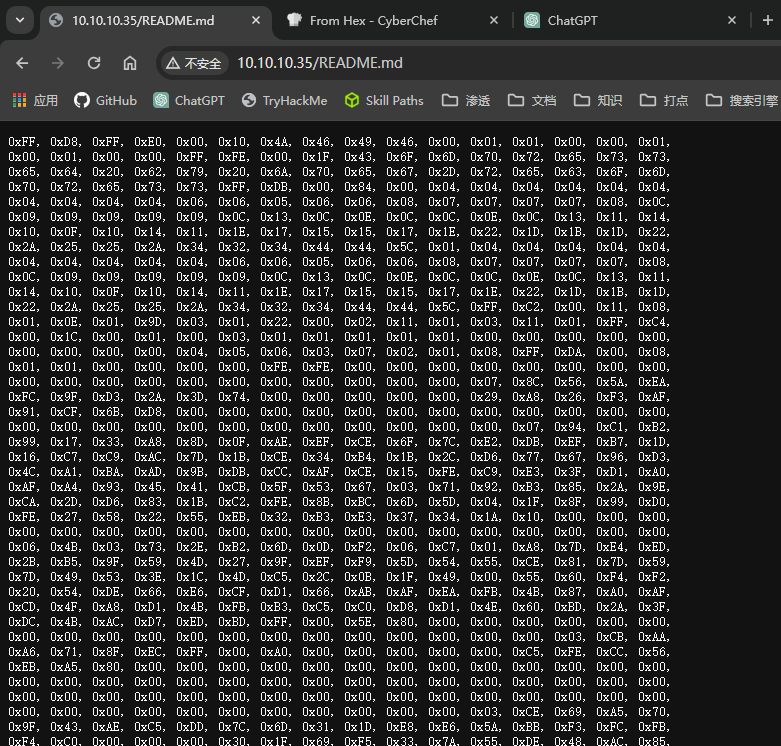 10.10.10.35/README.md
From Hex - CyberChef
ChatGPT
不安全 10.10.10.35/README.md
应用 GitHub ChatGPT TryHackMe Skill Paths 渗透 文档 知识 打点 搜索引擎
0xFF, 0xD8, 0xFF, 0xE0, 0x00, 0x10, 0x4A, 0x46, 0x49, 0x46, 0x00, 0x01, 0x01, 0x00, 0x00, 0x01,
0x00, 0x01, 0x00, 0x00, 0xFF, 0xFE, 0x00, 0x1F, 0x43, 0x6F, 0x6D, 0x70, 0x72, 0x65, 0x73, 0x73,
0x65, 0x64, 0x20, 0x62, 0x79, 0x20, 0x6A, 0x70, 0x65, 0x67, 0x2D, 0x72, 0x65, 0x63, 0x6F, 0x6D,
0x70, 0x72, 0x65, 0x73, 0x73, 0xFF, 0xDB, 0x00, 0x84, 0x00, 0x04, 0x04, 0x04, 0x04, 0x04, 0x04,
0x04, 0x04, 0x04, 0x04, 0x06, 0x06, 0x05, 0x06, 0x06, 0x08, 0x07, 0x07, 0x07, 0x07, 0x08, 0x0C,
0x09, 0x09, 0x09, 0x09, 0x09, 0x0C, 0x13, 0x0C, 0x0E, 0x0C, 0x0C, 0x0E, 0x0C, 0x13, 0x11, 0x14,
0x10, 0x0F, 0x10, 0x14, 0x11, 0x1E, 0x17, 0x15, 0x15, 0x17, 0x1E, 0x22, 0x1D, 0x1B, 0x1D, 0x22,
0x2A, 0x25, 0x25, 0x2A, 0x34, 0x32, 0x34, 0x44, 0x44, 0x5C, 0x01, 0x04, 0x04, 0x04, 0x04, 0x04,
0x04, 0x04, 0x04, 0x04, 0x04, 0x06, 0x06, 0x05, 0x06, 0x06, 0x08, 0x07, 0x07, 0x07, 0x07, 0x08,
0x0C, 0x09, 0x09, 0x09, 0x09, 0x09, 0x0C, 0x13, 0x0C, 0x0E, 0x0C, 0x0C, 0x0E, 0x0C, 0x13, 0x11,
0x14, 0x10, 0x0F, 0x10, 0x14, 0x11, 0x1E, 0x17, 0x15, 0x15, 0x17, 0x1E, 0x22, 0x1D, 0x1B, 0x1D,
0x22, 0x2A, 0x25, 0x25, 0x2A, 0x34, 0x32, 0x34, 0x44, 0x44, 0x5C, 0xFF, 0xC2, 0x00, 0x11, 0x08,
0x01, 0x0E, 0x01, 0x9D, 0x03, 0x01, 0x22, 0x00, 0x02, 0x11, 0x01, 0x03, 0x11, 0x01, 0xFF, 0xC4,
0x00, 0x1C, 0x00, 0x01, 0x00, 0x03, 0x01, 0x01, 0x01, 0x01, 0x01, 0x00, 0x00, 0x00, 0x00, 0x00,
0x00, 0x00, 0x00, 0x04, 0x05, 0x06, 0x03, 0x07, 0x02, 0x01, 0x08, 0xFF, 0xDA, 0x00, 0x08,
0x01, 0x01, 0x00, 0x00, 0x00, 0x00, 0xFE, 0xFE, 0x00, 0x00, 0x00, 0x00, 0x00, 0x00, 0x00, 0x00,
0x00, 0x00, 0x00, 0x00, 0x00, 0x00, 0x00, 0x00, 0x00, 0x00, 0x00, 0x07, 0x8C, 0x56, 0x5A, 0xEA,
0xFC, 0x9F, 0xD3, 0x2A, 0x3D, 0x74, 0x00, 0x00, 0x00, 0x00, 0x00, 0x29, 0xA8, 0x26, 0xF3, 0xAF,
0x91, 0xCF, 0x6B, 0xD8, 0x00, 0x00, 0x00, 0x00, 0x00, 0x00, 0x00, 0x00, 0x00, 0x00, 0x00, 0x00,
0x00, 0x00, 0x00, 0x00, 0x00, 0x00, 0x00, 0x00, 0x00, 0x00, 0x00, 0x00, 0x07, 0x94, 0xC1, 0xB2,
0x99, 0x17, 0x33, 0xA8, 0x8D, 0x0F, 0xAE, 0xEF, 0xCE, 0x6F, 0x7C, 0xE2, 0xDB, 0xEF, 0xB7, 0x1D,
0x16, 0xC7, 0xC9, 0xAC, 0x7D, 0x1B, 0xCE, 0x34, 0xB4, 0x1B, 0x2C, 0xD6, 0x77, 0x67, 0x96, 0xD3,
0x4C, 0xA1, 0xBA, 0xAD, 0x9B, 0xDB, 0xCC, 0xAF, 0xCE, 0x15, 0xFE, 0xC9, 0xE3, 0x3F, 0xD1, 0xA0,
0xAF, 0xA4, 0x93, 0x45, 0x41, 0xCB, 0x5F, 0x53, 0x67, 0x03, 0x71, 0x92, 0xB3, 0x85, 0x2A, 0x9E,
0xCA, 0x2D, 0xD6, 0x83, 0x1B, 0xC2, 0xFE, 0x8B, 0xBC, 0x6D, 0x5D, 0x04, 0x1F, 0x8F, 0x99, 0xD0,
0xFE, 0x27, 0x58, 0x22, 0x55, 0xEB, 0x32, 0xB3, 0xE3, 0x37, 0x34, 0x1A, 0x10, 0x00, 0x00, 0x00,
0x00, 0x00, 0x00, 0x00, 0x00, 0x00, 0x00, 0x00, 0x00, 0x00, 0x00, 0x00, 0x00, 0x00, 0x00, 0x00,
0x06, 0x4B, 0x03, 0x73, 0x2E, 0xB2, 0x6D, 0x0D, 0xF2, 0x06, 0xC7, 0x01, 0xA8, 0x7D, 0xE4, 0xED,
0x2B, 0xB5, 0x9F, 0x59, 0x4D, 0x27, 0x9F, 0xEF, 0xF9, 0x5D, 0x54, 0x55, 0xCE, 0x81, 0x7D, 0x59,
0x7D, 0x49, 0x53, 0x3E, 0x1C, 0x4D, 0xC5, 0x2C, 0x0B, 0x1F, 0x49, 0x00, 0x55, 0x60, 0xF4, 0xF2,
0x20, 0x54, 0xDE, 0x66, 0xE6, 0xCF, 0xD1, 0x66, 0xAB, 0xAF, 0xEA, 0xFB, 0x4B, 0x87, 0xA0, 0xAF,
0xCD, 0x4F, 0xA8, 0xD1, 0x4B, 0xFB, 0xB3, 0xC5, 0xC0, 0xD8, 0xD1, 0x4E, 0x60, 0xBD, 0x2A, 0x3F,
0xDC, 0x4B, 0xAC, 0xD7, 0xED, 0xBD, 0xFF, 0x00, 0x5E, 0x80, 0x00, 0x00, 0x00, 0x00, 0x00, 0x00,
0x00, 0x00, 0x00, 0x00, 0x00, 0x00, 0x00, 0x00, 0x00, 0x00, 0x00, 0x00, 0x00, 0x03, 0xCB, 0xAA,
0xA6, 0x71, 0x8F, 0xEC, 0xFF, 0x00, 0xA0, 0x00, 0x00, 0x00, 0x00, 0x00, 0xC5, 0xFE, 0xCC, 0x56,
0xEB, 0xA5, 0x80, 0x00, 0x00, 0x00, 0x00, 0x00, 0x00, 0x00, 0x00, 0x00, 0x00, 0x00, 0x00, 0x00,
0x00, 0x00, 0x00, 0x00, 0x00, 0x00, 0x00, 0x00, 0x00, 0x00, 0x00, 0x00, 0x00, 0x00, 0x00, 0x00,
0x00, 0x00, 0x00, 0x00, 0x00, 0x00, 0x00, 0x00, 0x00, 0x00, 0x00, 0x03, 0xCE, 0x69, 0xA5, 0x70,
0x9F, 0x43, 0xAE, 0xC5, 0xDD, 0x7C, 0x6D, 0x31, 0x1D, 0xE8, 0xE6, 0x5A, 0xBB, 0xF3, 0xFC, 0xFB,
0xF4, 0xC0, 0x00, 0x00, 0x30, 0x1F, 0x69, 0xF5, 0x33, 0x7A, 0x55, 0xDE, 0x48, 0xAC, 0x85,